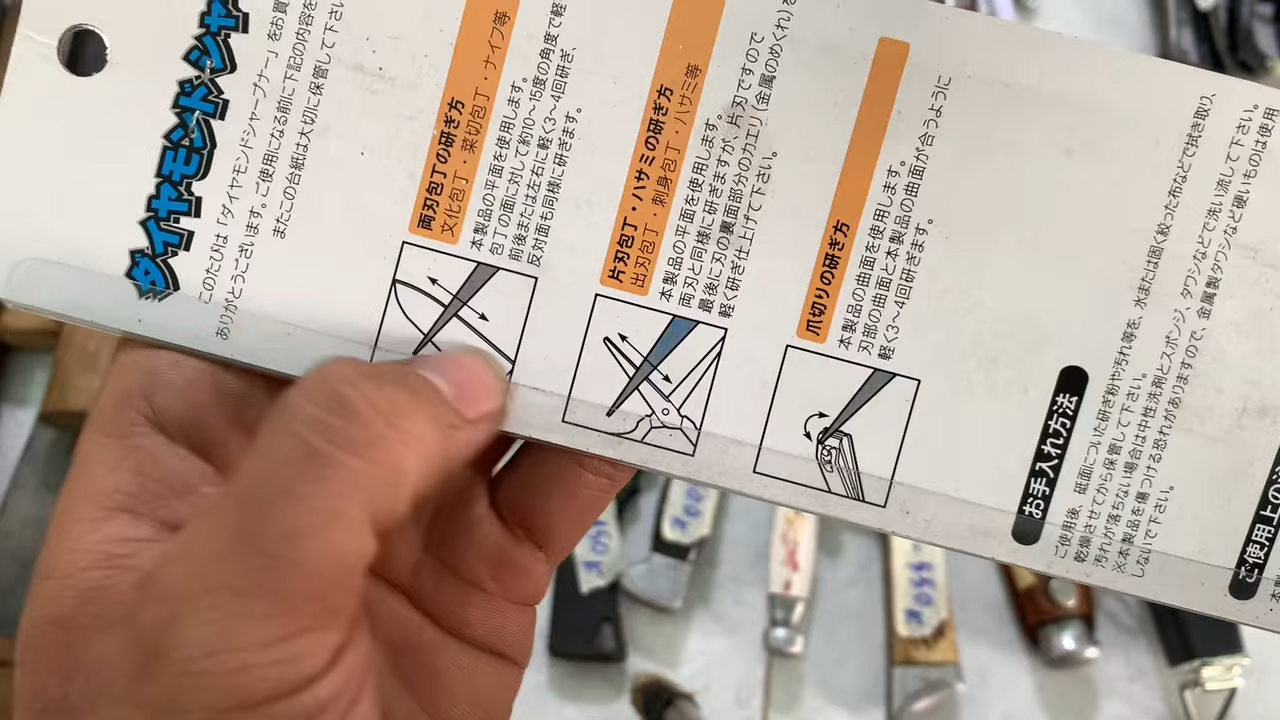 ダイヤモンドシャ
このたびは「ダイヤモンドシャープナー」をお買
ありがとうございます。ご使用になる前に下記の内容を
またこの台紙は大切に保管して下さい
両刃包丁の研ぎ方
文化包丁・菜切包丁・ナイフ等
本製品の平面を使用します。
包丁の面に対して約10〜15度の角度で軽
前後または左右に軽く3〜4回研ぎ、
反対面も同様に研ぎます。
片刃包丁・ハサミの研ぎ方
出刃包丁・刺身包丁・ハサミ等
本製品の平面を使用します。
両刃と同様に研ぎますが、片刃ですので
最後に刃の裏面部分のカエリ(金属のめくれ)を
軽く研ぎ仕上げて下さい。
爪切りの研ぎ方
本製品の曲面を使用します。
刃部の曲面と本製品の曲面が合うように
軽く3〜4回研ぎます。
お手入れ方法
ご使用後、砥面についた研ぎ粉や汚れ等を、水または固く絞った布などで拭き取り、
乾燥させてから保管して下さい。
汚れが落ちない場合は中性洗剤とスポンジ、タワシなどで洗い流して下さい。
※本製品を傷つける恐れがありますので、金属製タワシなど硬いものは使用
しないで下さい。
ご使用上の